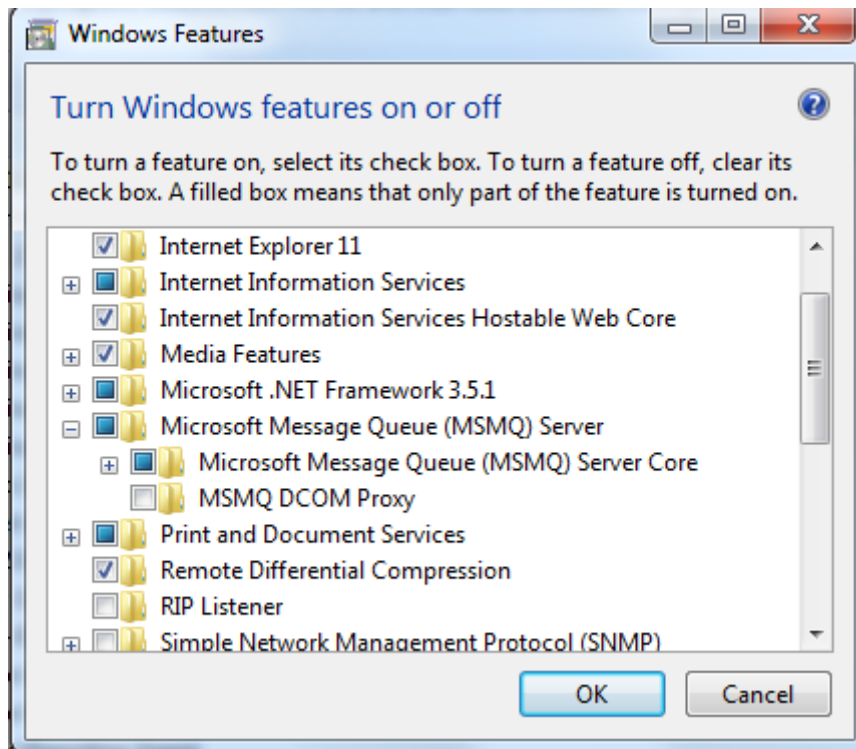 Windows Features
Turn Windows features on or off
To turn a feature on, select its check box. To turn a feature off, clear its
check box. A filled box means that only part of the feature is turned on.
Internet Explorer 11
Internet Information Services
Internet Information Services Hostable Web Core
Media Features
Microsoft .NET Framework 3.5.1
Microsoft Message Queue (MSMQ) Server
Microsoft Message Queue (MSMQ) Server Core
MSMQ DCOM Proxy
Print and Document Services
Remote Differential Compression
RIP Listener
Simple Network Management Protocol (SNMP)
OK Cancel